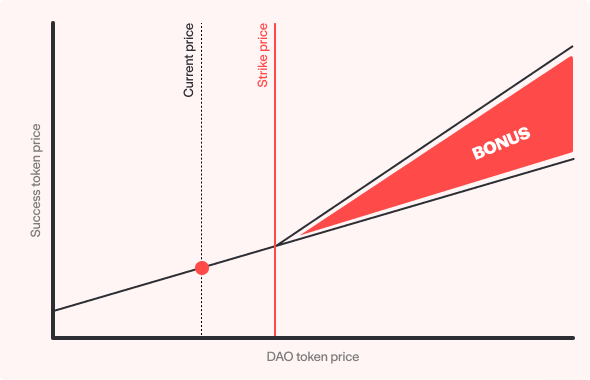 Current price
Strike price
BONUS
Success token price
DAO token price